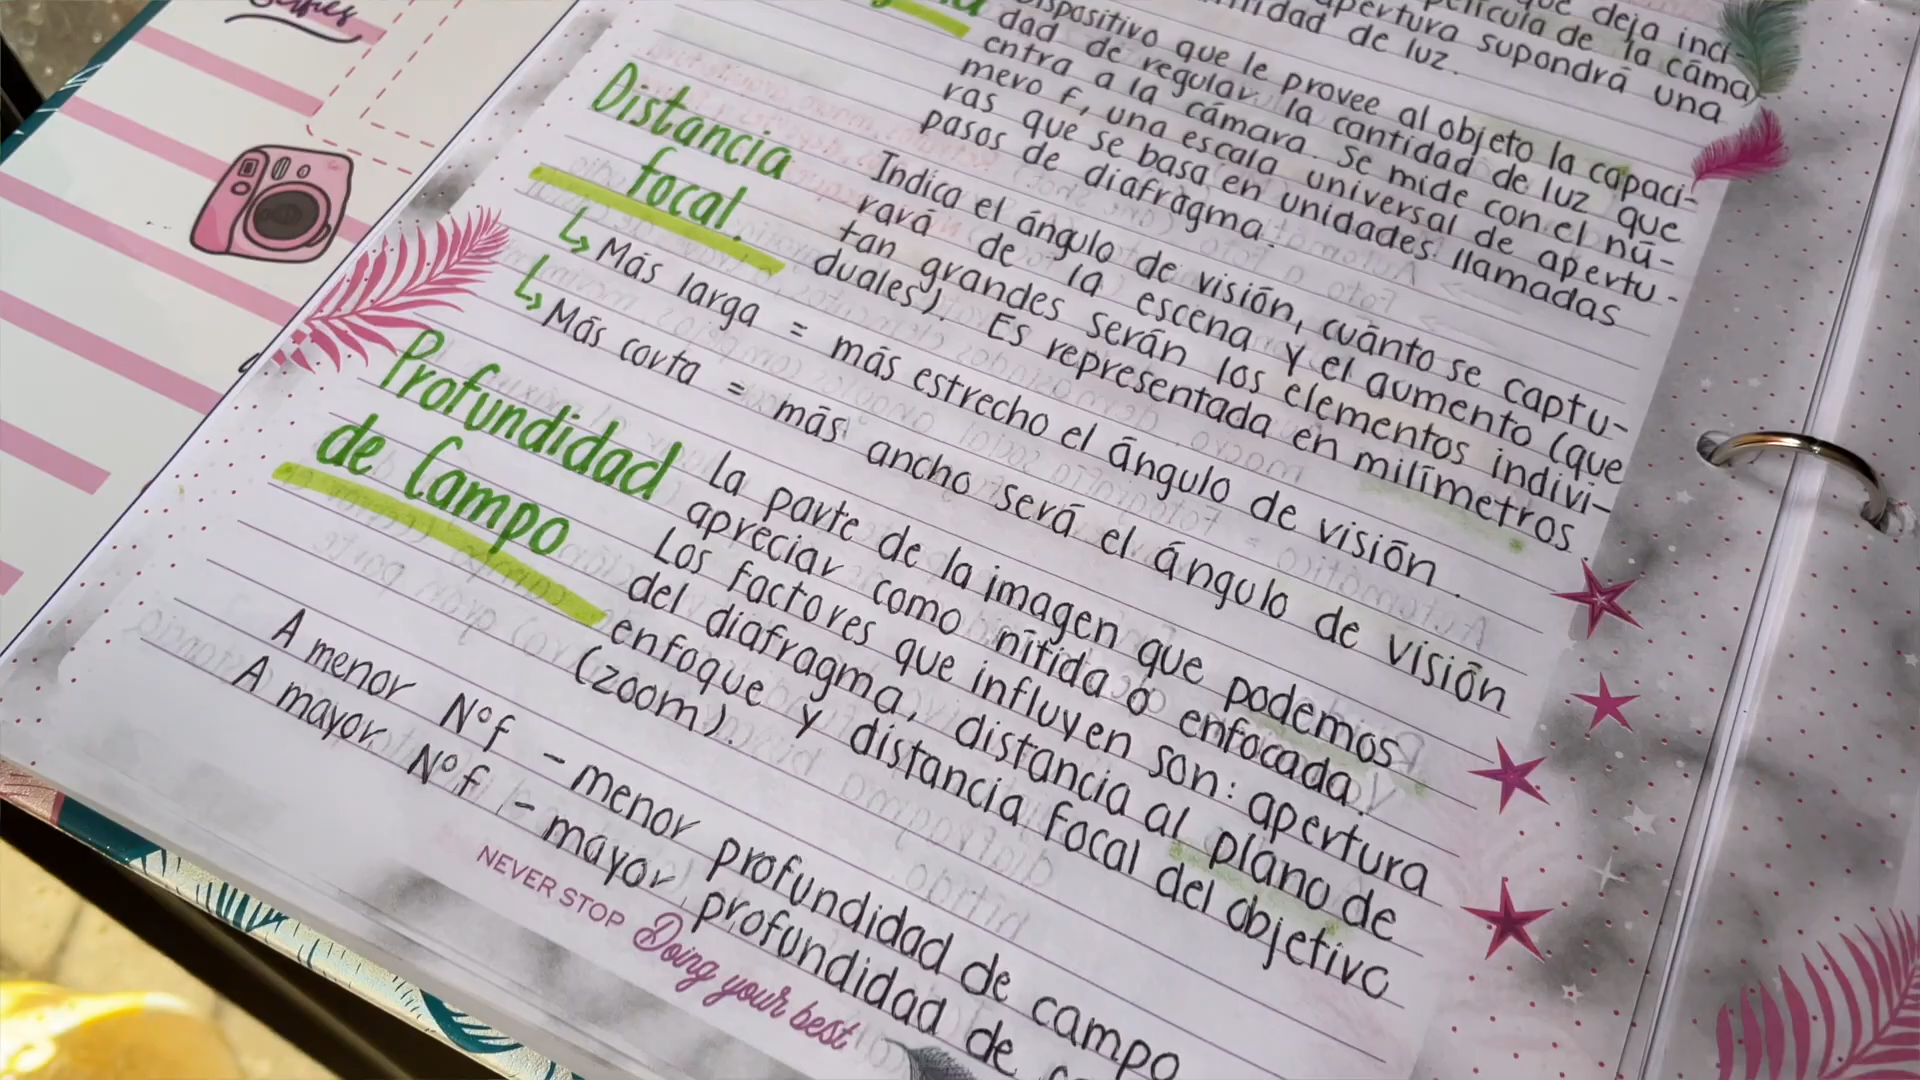 que deja inci
película de la cáma
apertura supondrá una
de luz.
dispositivo que le provee al objeto la capaci-
dad de regular la cantidad de luz que
entra a la cámara. Se mide con el nú-
mero f, una escala universal de apertu-
ras que se basa en unidades llamadas
pasos de diafragma.
Distancia
focal.
Indica el ángulo de visión, cuánto se captu-
rará de la escena y el aumento (que
tan grandes serán los elementos indivi-
duales). Es representada en milímetros.
↳ Más larga = más estrecho el ángulo de visión.
↳ Más corta = más ancho será el ángulo de visión
Profundidad
de Campo
La parte de la imagen que podemos
apreciar como nítida o enfocada.
Los factores que influyen son: apertura
del diafragma, distancia al plano de
enfoque y distancia focal del objetivo
(zoom).
A menor N°f - menor profundidad de campo
A mayor N°f - mayor profundidad de
NEVER STOP Doing your best